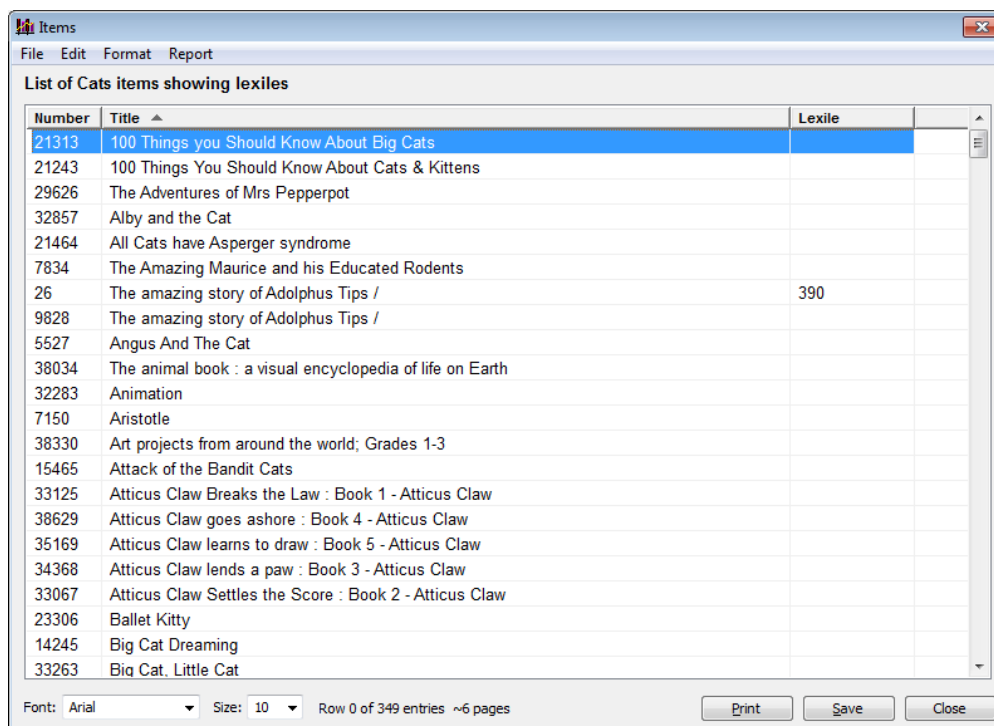 Items
File Edit Format Report
List of Cats items showing lexiles
Number Title Lexile
21313 100 Things you Should Know About Big Cats
21243 100 Things You Should Know About Cats & Kittens
29626 The Adventures of Mrs Pepperpot
32857 Alby and the Cat
21464 All Cats have Asperger syndrome
7834 The Amazing Maurice and his Educated Rodents
26 The amazing story of Adolphus Tips / 390
9828 The amazing story of Adolphus Tips /
5527 Angus And The Cat
38034 The animal book : a visual encyclopedia of life on Earth
32283 Animation
7150 Aristotle
38330 Art projects from around the world; Grades 1-3
15465 Attack of the Bandit Cats
33125 Atticus Claw Breaks the Law : Book 1 - Atticus Claw
38629 Atticus Claw goes ashore : Book 4 - Atticus Claw
35169 Atticus Claw learns to draw : Book 5 - Atticus Claw
34368 Atticus Claw lends a paw : Book 3 - Atticus Claw
33067 Atticus Claw Settles the Score : Book 2 - Atticus Claw
23306 Ballet Kitty
14245 Big Cat Dreaming
33263 Big Cat, Little Cat
Font: Arial Size: 10 Row 0 of 349 entries ~6 pages Print Save Close